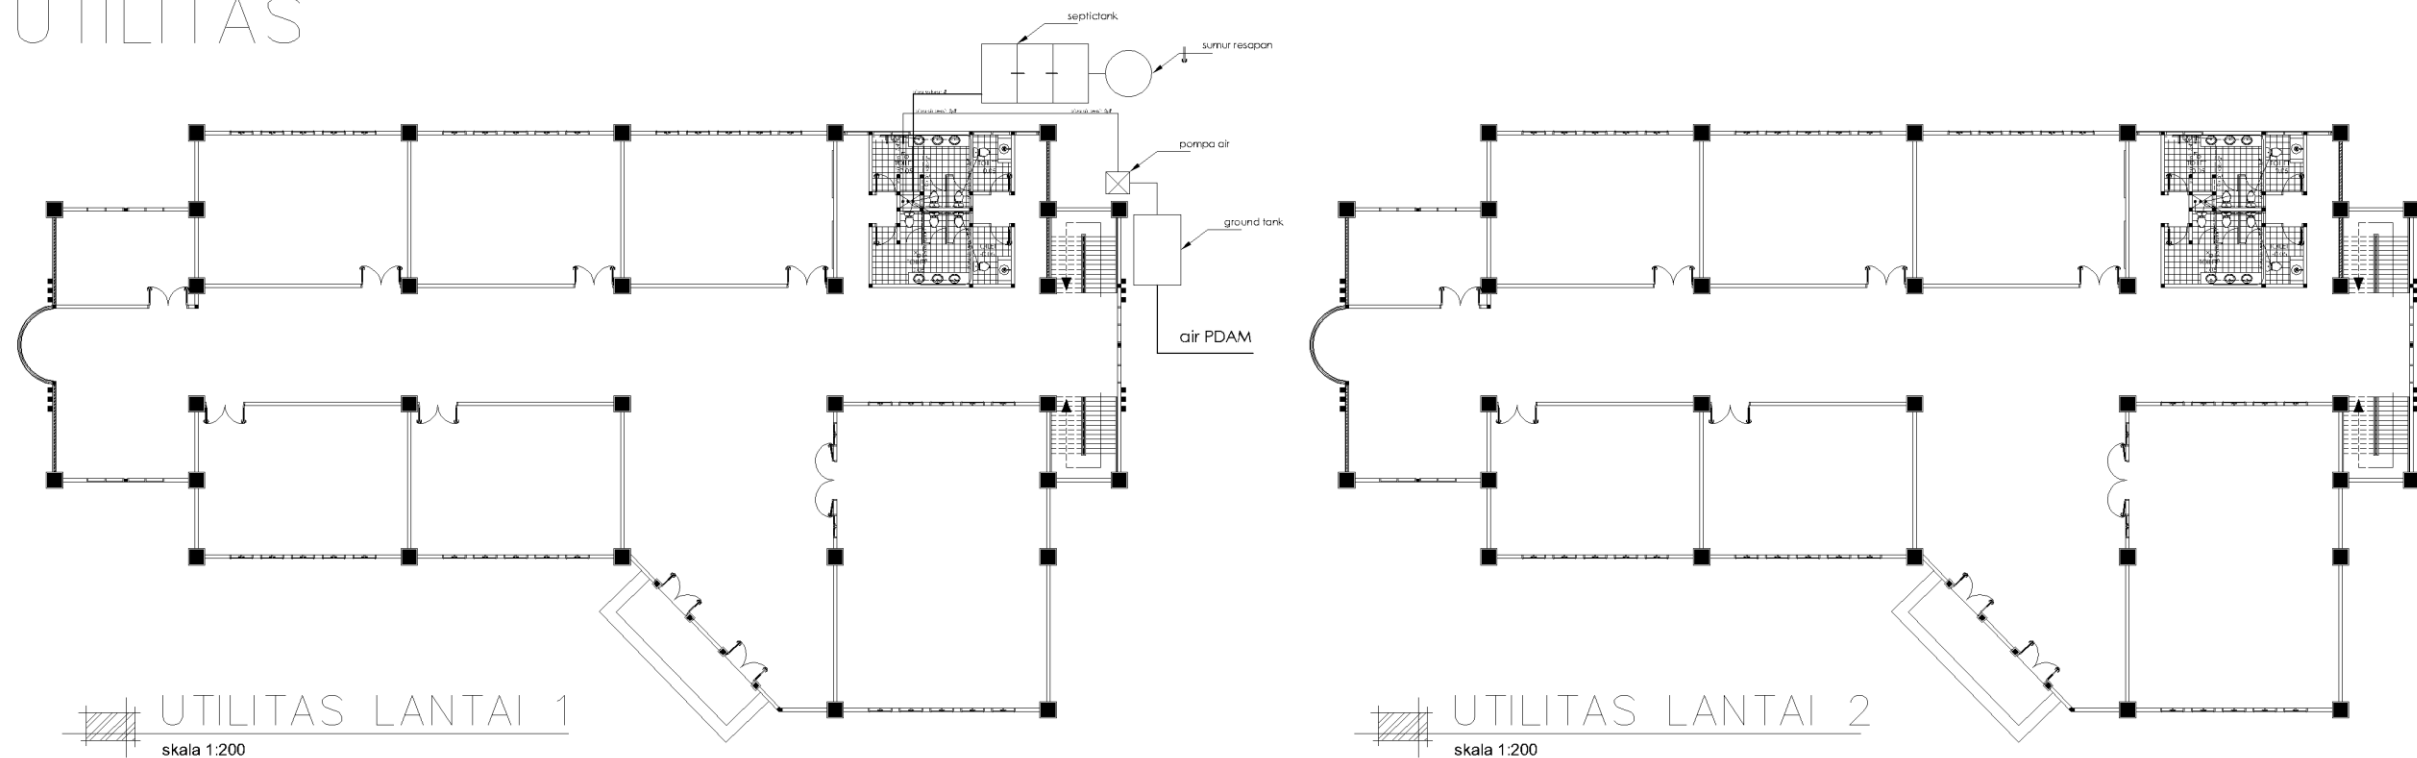 UTILITAS
septictank
sumur resapan
pompa air
ground tank
air PDAM
UTILITAS LANTAI 1
skala 1:200
UTILITAS LANTAI 2
skala 1:200